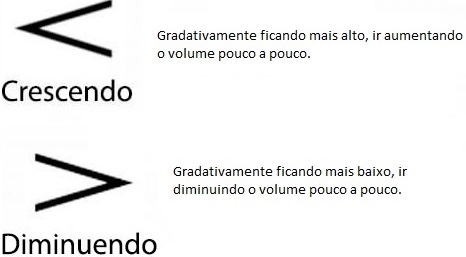 Gradativamente ficando mais alto, ir aumentando
o volume pouco a pouco.
Crescendo
Gradativamente ficando mais baixo, ir
diminuindo o volume pouco a pouco.
Diminuendo